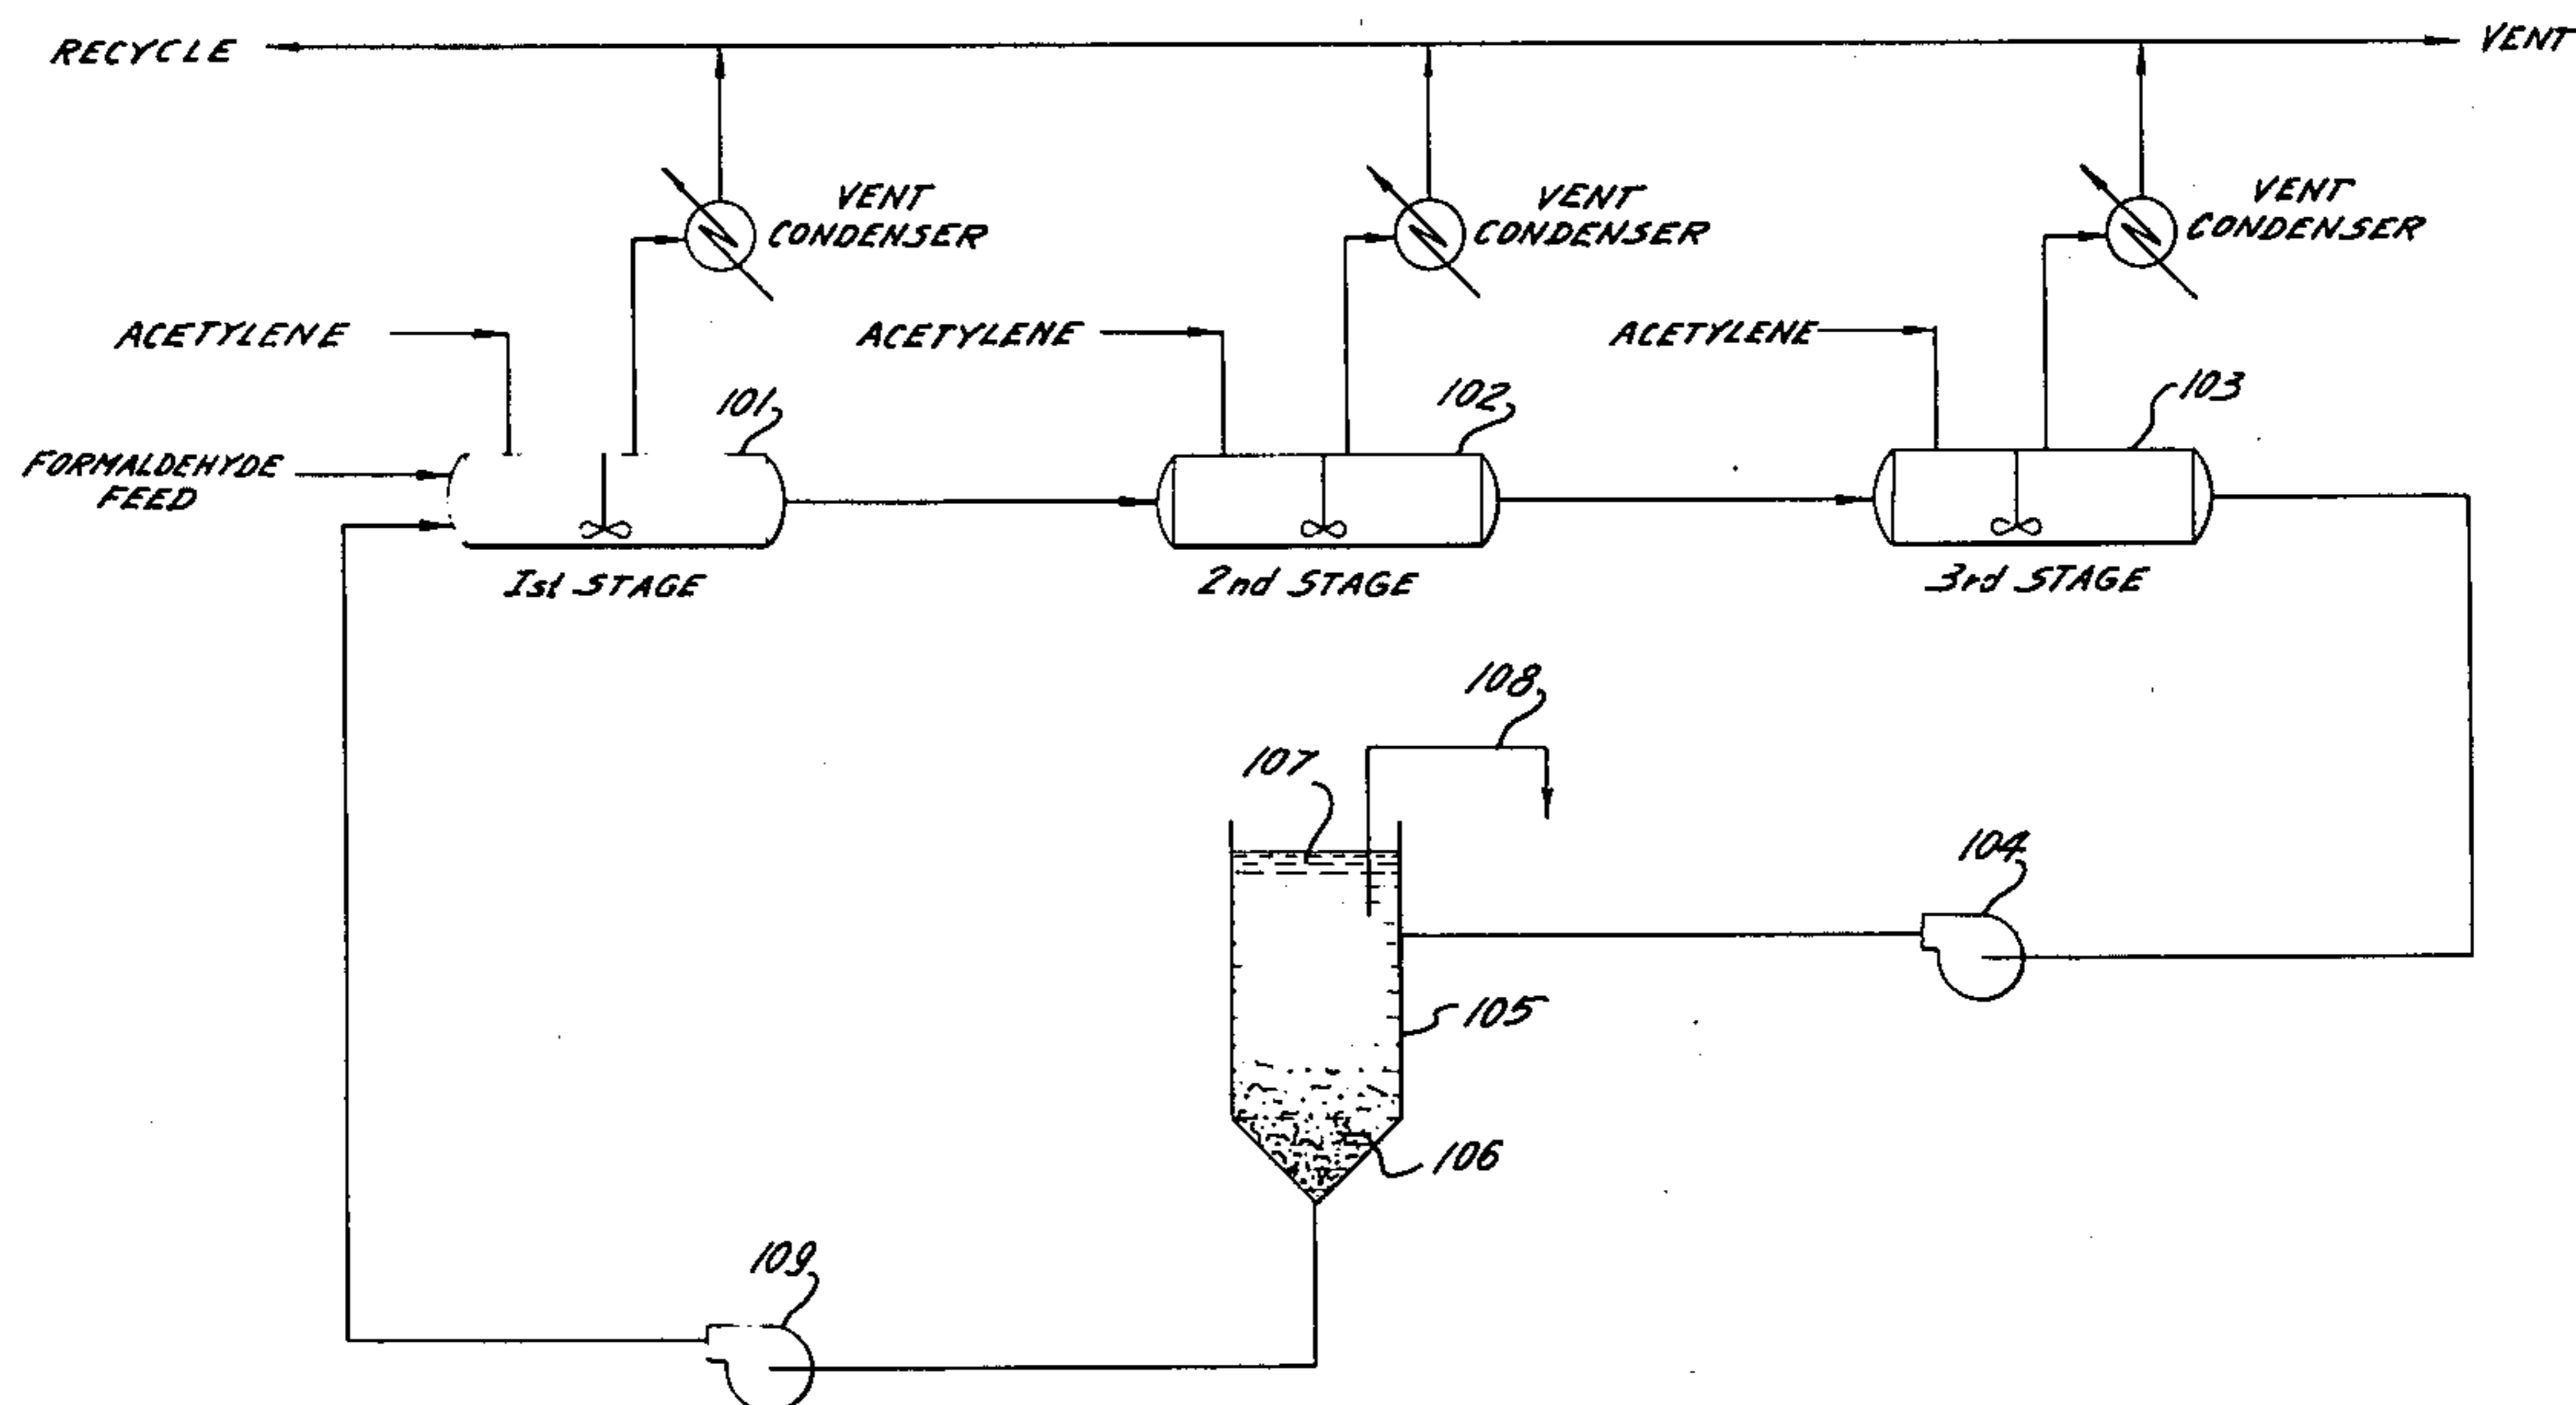 RECYCLE
VENT
VENT
CONDENSER
VENT
CONDENSER
VENT
CONDENSER
ACETYLENE
ACETYLENE
ACETYLENE
101
102
103
FORMALDEHYDE
FEED
1st STAGE
2nd STAGE
3rd STAGE
108
107
104
105
106
109